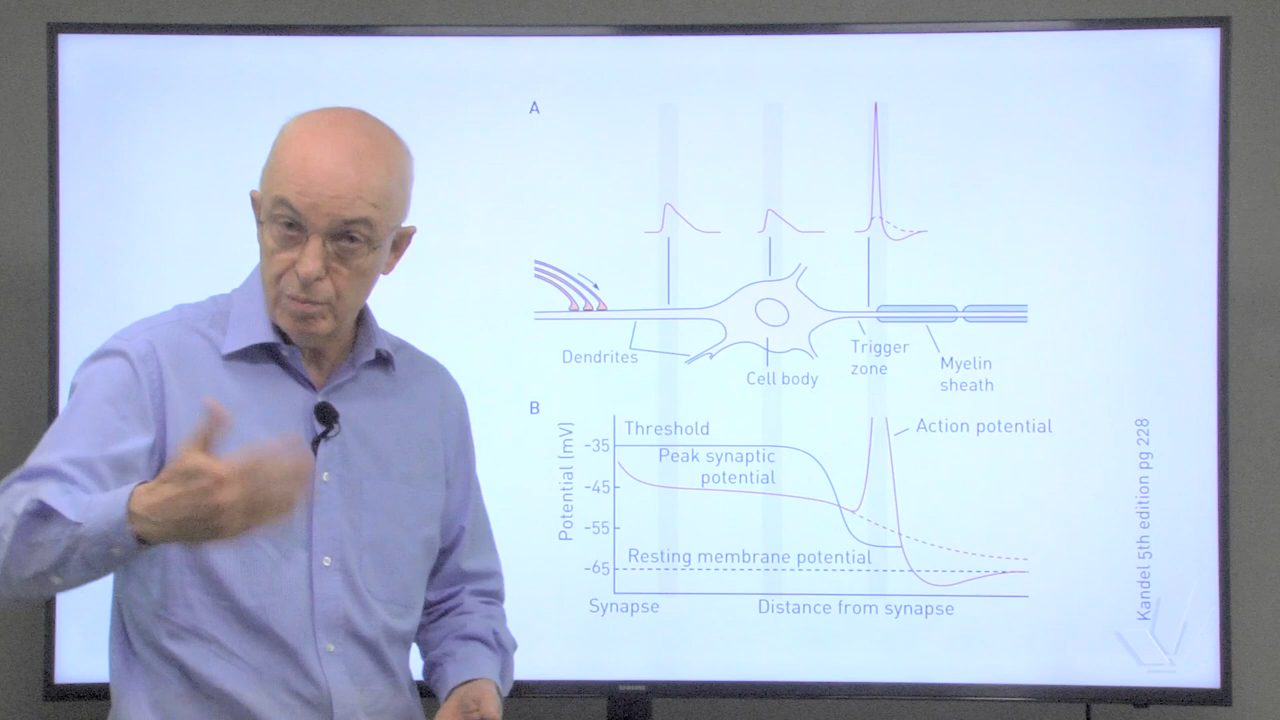 A
Dendrites
Cell body
Trigger
zone
Myelin
sheath
B
Potential (mV)
Threshold
-35
Peak synaptic
potential
-45
-55
Resting membrane potential
-65
Action potential
Synapse
Distance from synapse
Kandel 5th edition pg 228
SAMSUNG